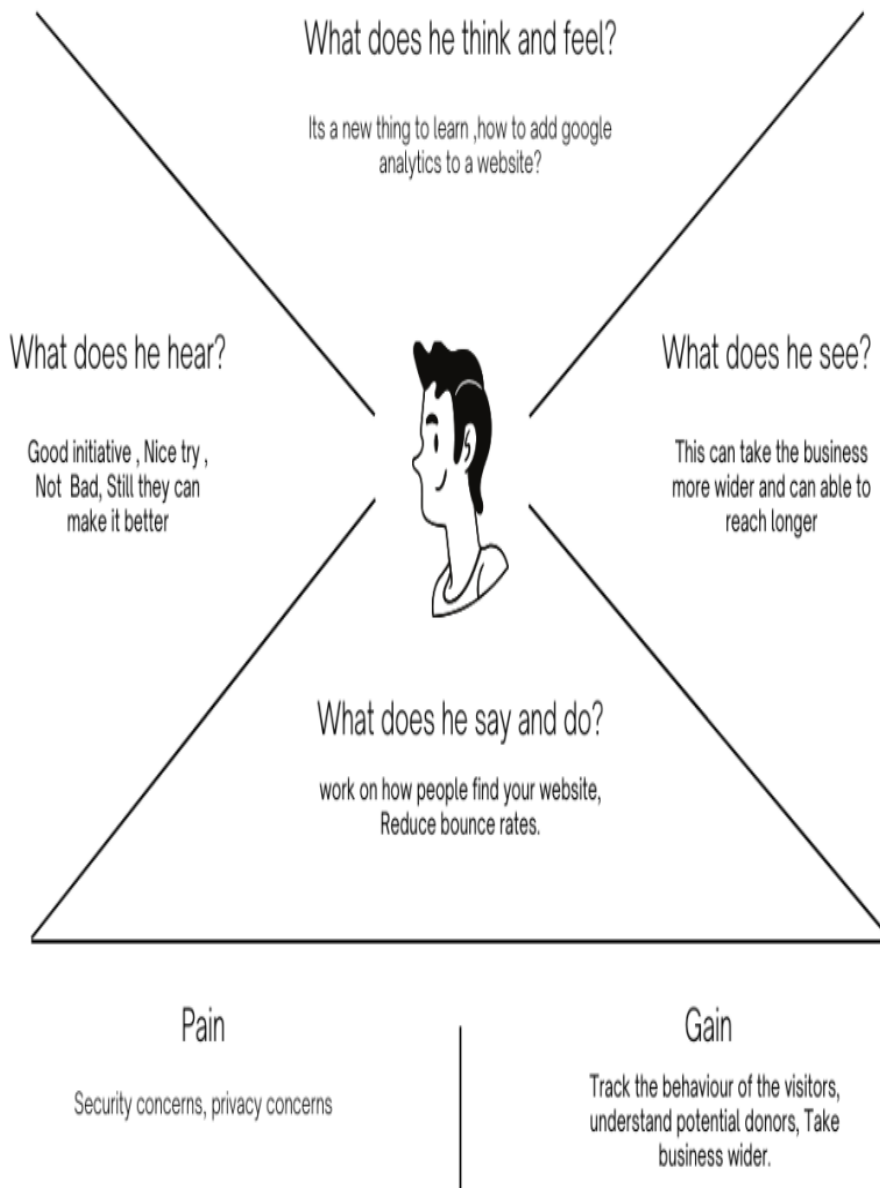 What does he think and feel?
Its a new thing to learn ,how to add google
analytics to a website?
What does he hear?
Good initiative , Nice try ,
Not Bad, Still they can
make it better
What does he see?
This can take the business
more wider and can able to
reach longer
What does he say and do?
work on how people find your website,
Reduce bounce rates.
Pain
Security concerns, privacy concerns
Gain
Track the behaviour of the visitors,
understand potential donors, Take
business wider.